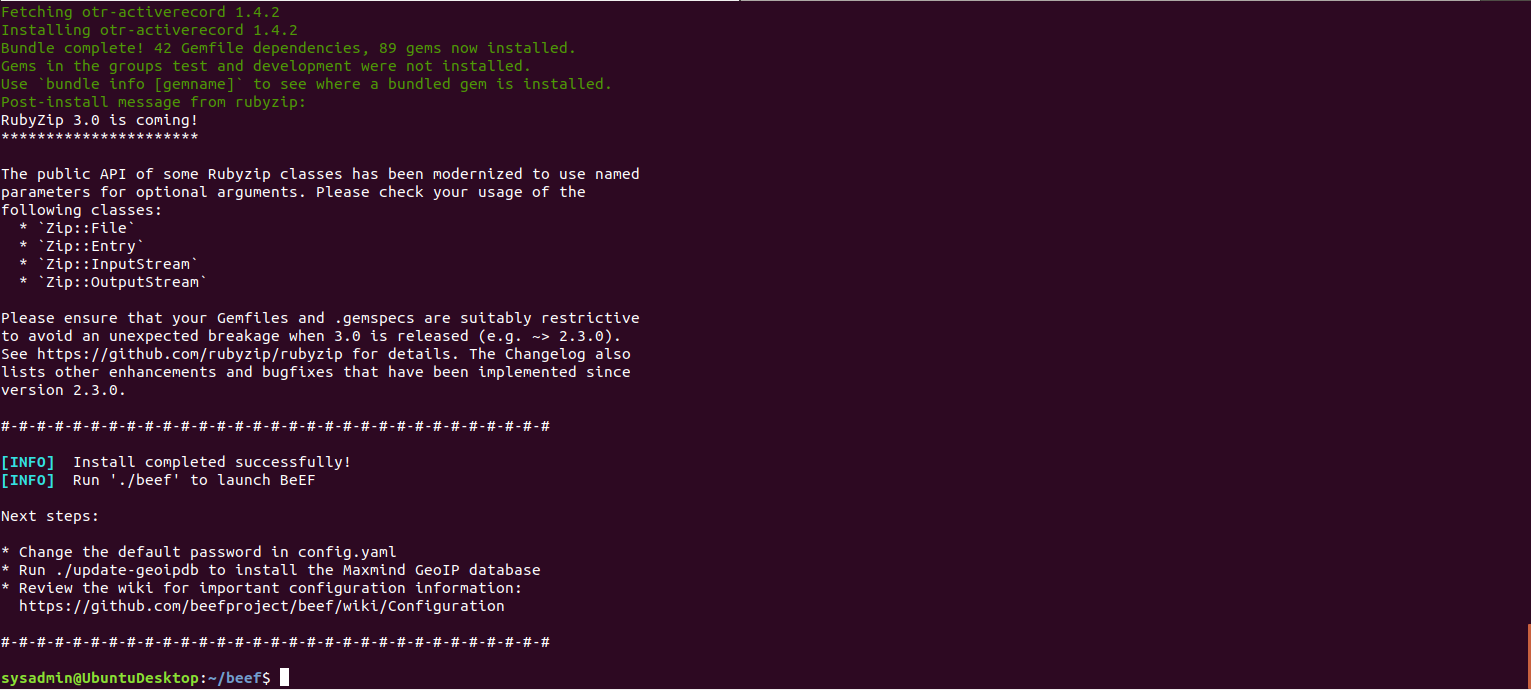 Fetching otr-activerecord 1.4.2
Installing otr-activerecord 1.4.2
Bundle complete! 42 Gemfile dependencies, 89 gems now installed.
Gems in the groups test and development were not installed.
Use `bundle info [gemname]` to see where a bundled gem is installed.
Post-install message from rubyzip:
RubyZip 3.0 is coming!
**********************
The public API of some Rubyzip classes has been modernized to use named
parameters for optional arguments. Please check your usage of the
following classes:
  * `Zip::File`
  * `Zip::Entry`
  * `Zip::InputStream`
  * `Zip::OutputStream`
Please ensure that your Gemfiles and .gemspecs are suitably restrictive
to avoid an unexpected breakage when 3.0 is released (e.g. ~> 2.3.0).
See https://github.com/rubyzip/rubyzip for details. The Changelog also
lists other enhancements and bugfixes that have been implemented since
version 2.3.0.
#-#-#-#-#-#-#-#-#-#-#-#-#-#-#-#-#-#-#-#-#-#-#-#-#-#-#-#-#-#-#
[INFO]  Install completed successfully!
[INFO]  Run './beef' to launch BeEF
Next steps:
* Change the default password in config.yaml
* Run ./update-geoipdb to install the Maxmind GeoIP database
* Review the wiki for important configuration information:
  https://github.com/beefproject/beef/wiki/Configuration
#-#-#-#-#-#-#-#-#-#-#-#-#-#-#-#-#-#-#-#-#-#-#-#-#-#-#-#-#-#-#
sysadmin@UbuntuDesktop:~/beef$